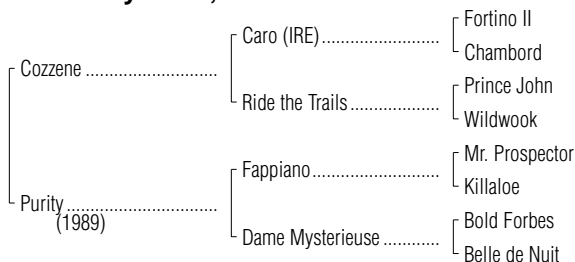 Fortino II
Caro (IRE)........................
Chambord
Cozzene ...........................
Prince John
Ride the Trails..................
Wildwook
Mr. Prospector
Fappiano..........................
Killaloe
Purity................................
(1989)
Bold Forbes
Dame Mysterieuse ............
Belle de Nuit